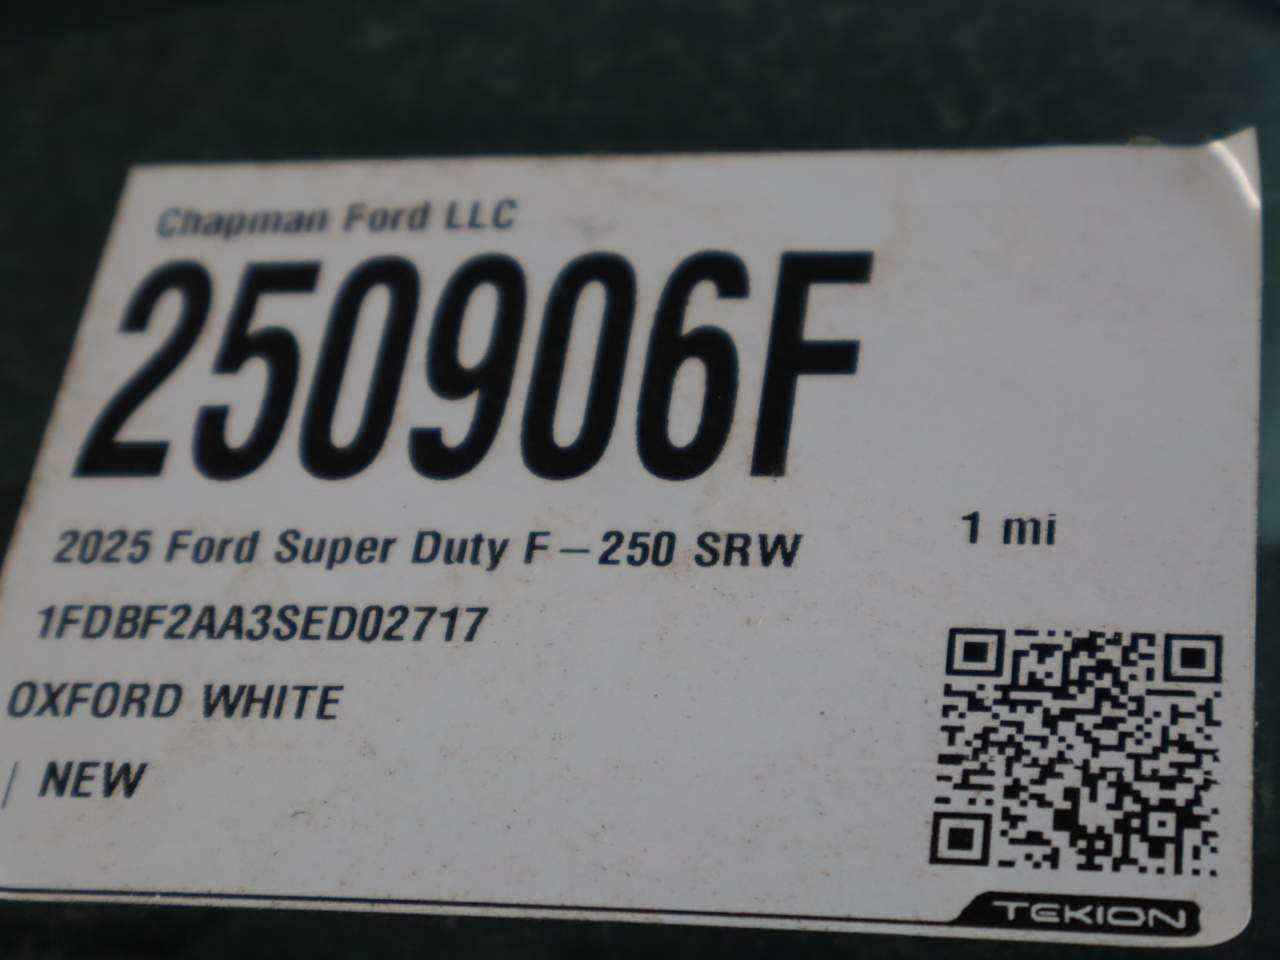 Chapman Ford LLC
250906F
2025 Ford Super Duty F-250 SRW
1 mi
1FDBF2AA3SED02717
OXFORD WHITE
| NEW
TEKION